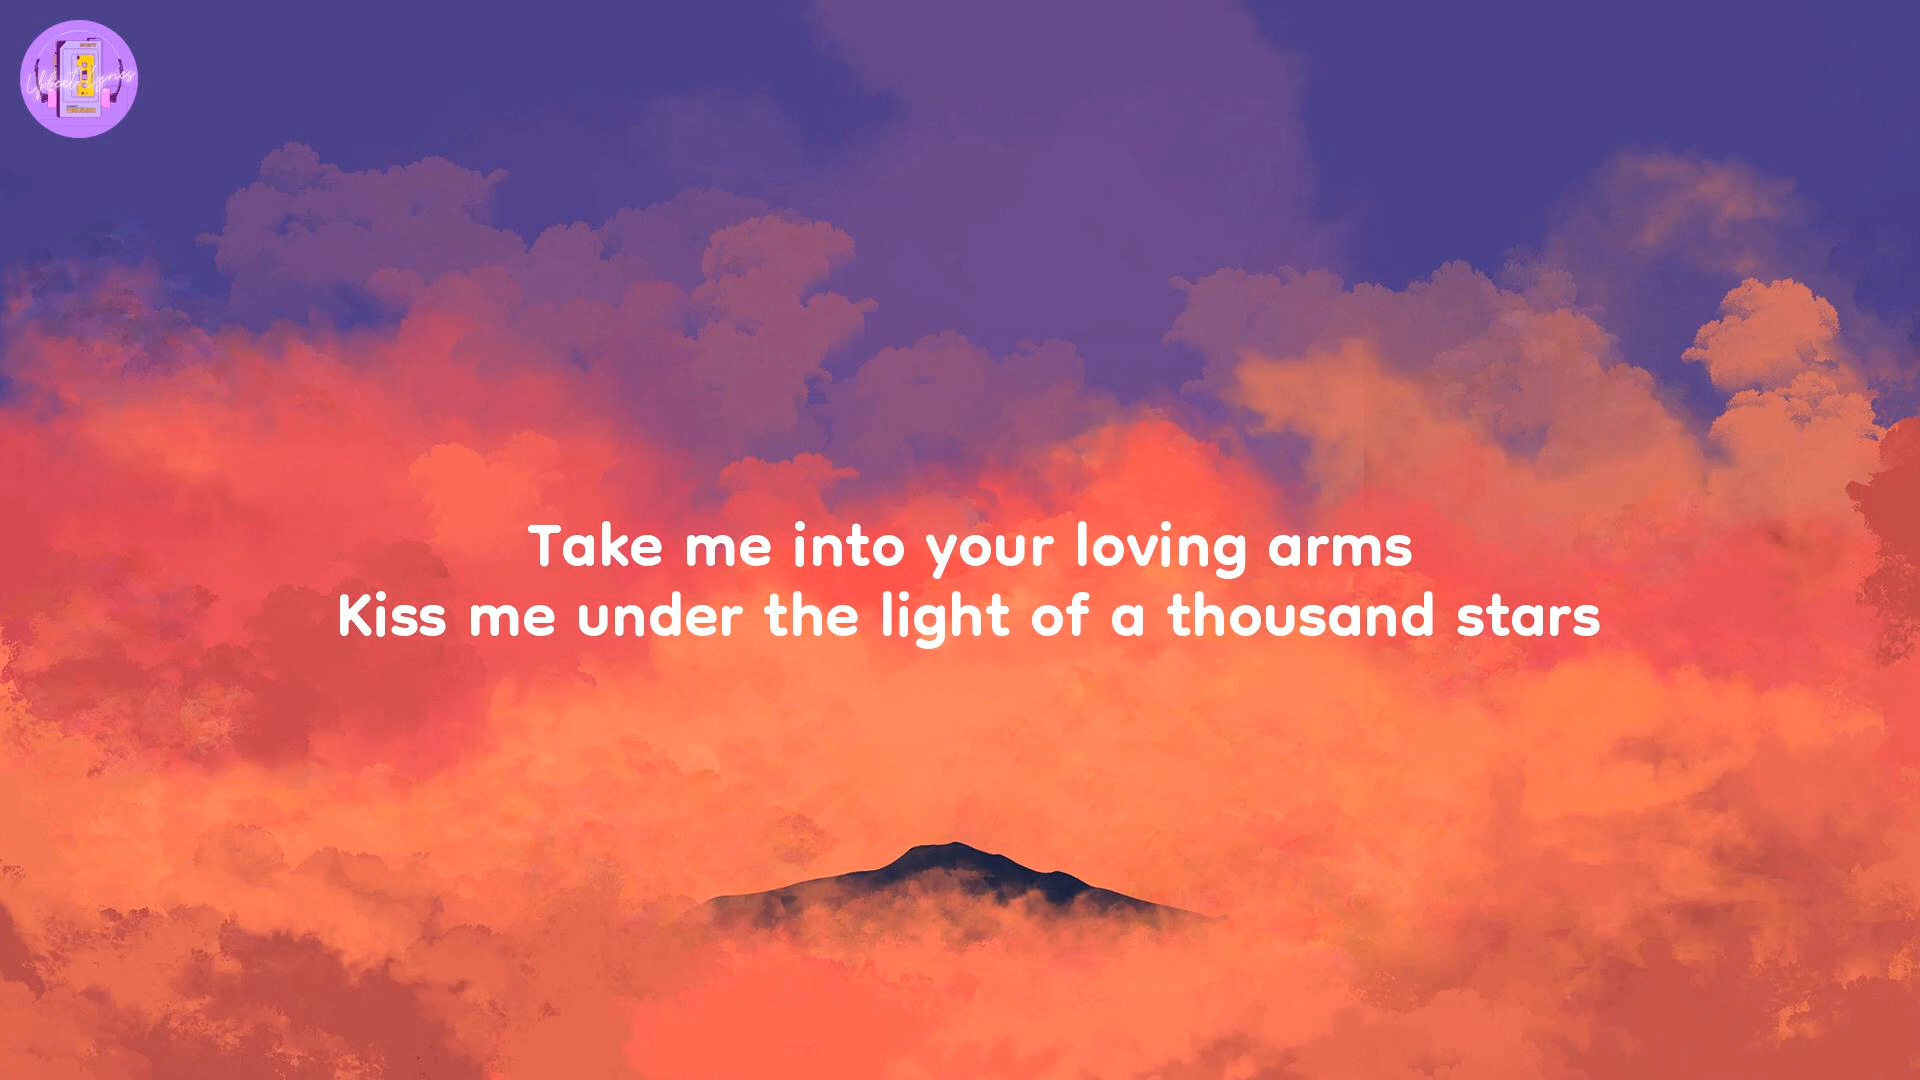 Take me into your loving arms
Kiss me under the light of a thousand stars